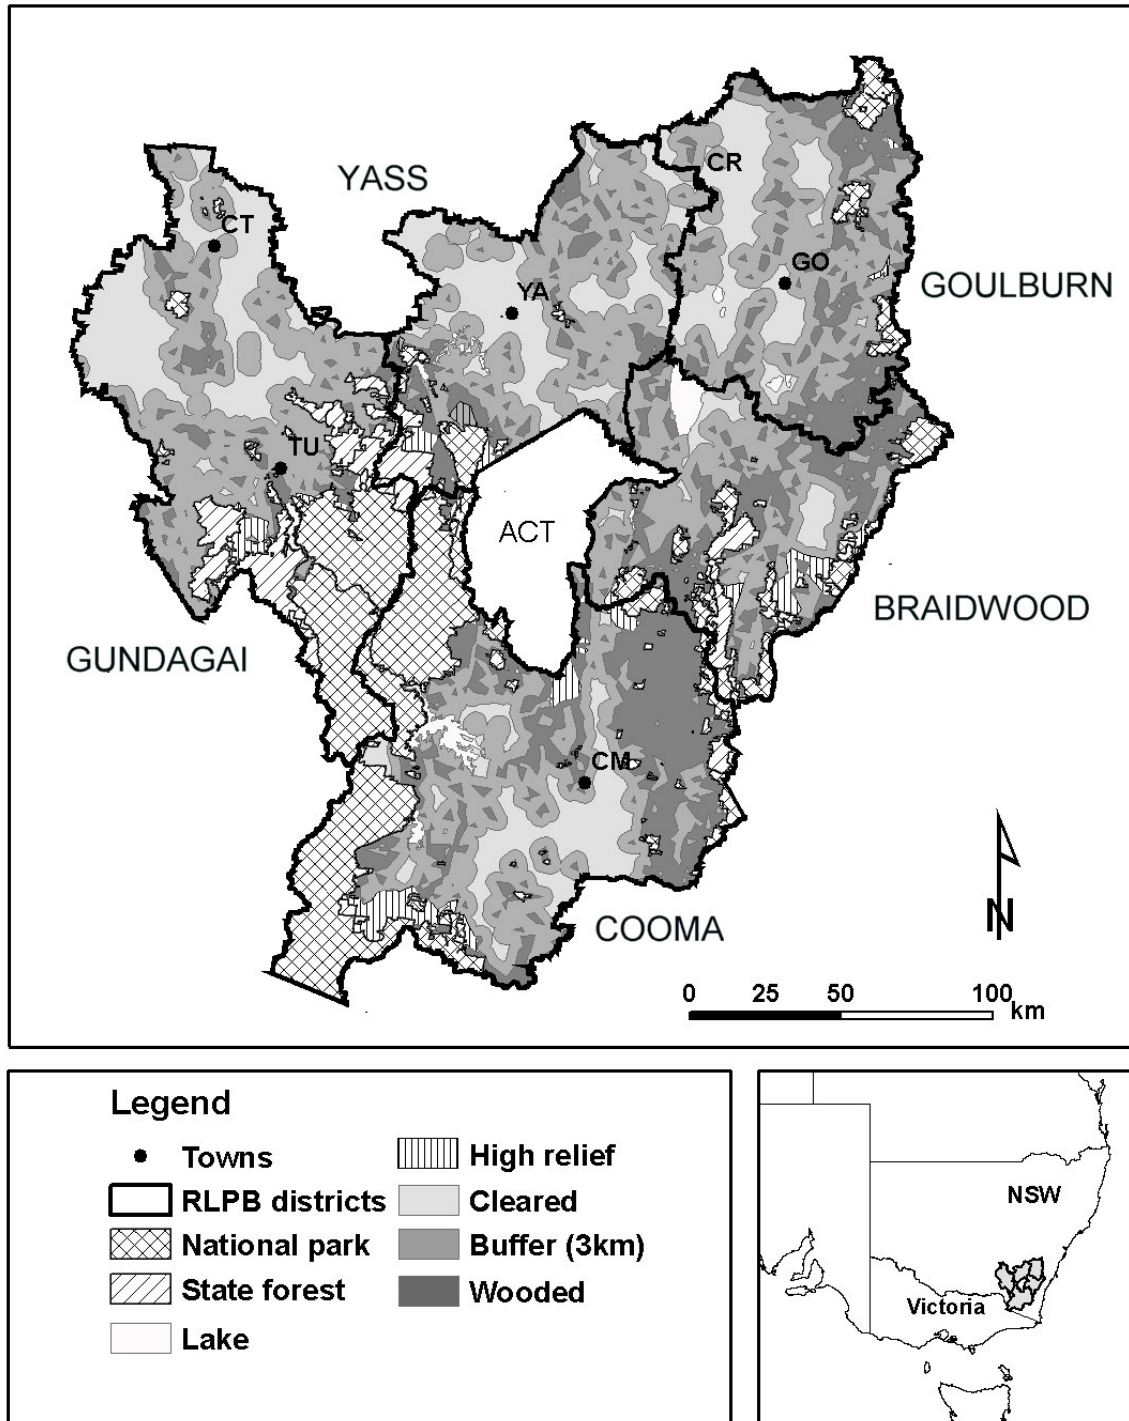 CR
YASS
CT
GO
YA
GOULBURN
TU
ACT
BRAIDWOOD
GUNDAGAI
CM
COOMA
N
0 25 50 100
km
Legend
Towns
RLPB districts
National park
State forest
Lake
High relief
Cleared
Buffer (3km)
Wooded
NSW
Victoria